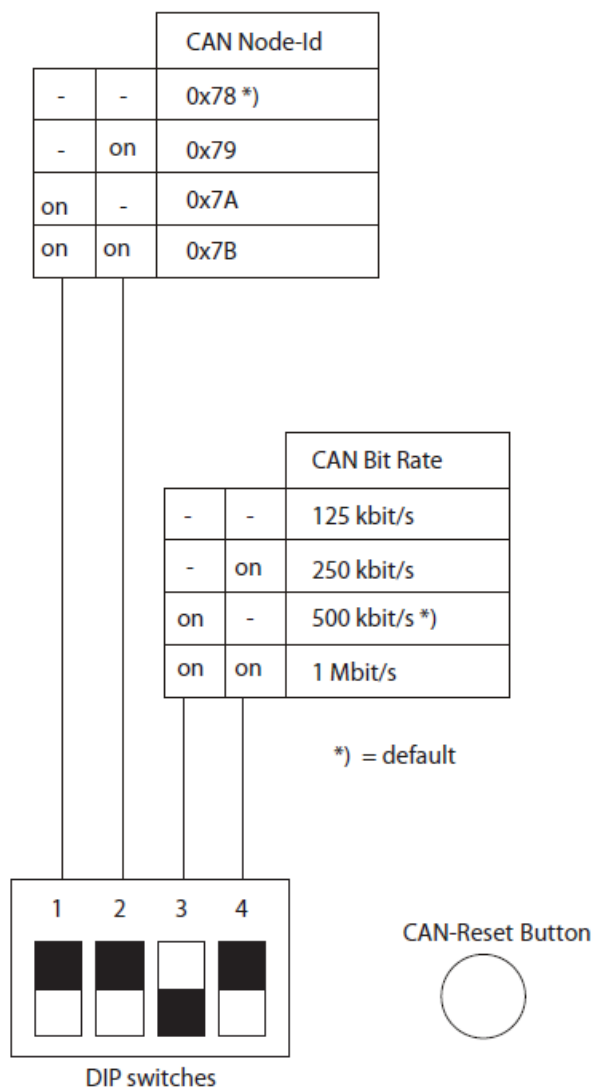 CAN Node-Id
- - 0x78 *)
- on 0x79
on - 0x7A
on on 0x7B
CAN Bit Rate
- - 125 kbit/s
- on 250 kbit/s
on - 500 kbit/s *)
on on 1 Mbit/s
*) = default
1 2 3 4
CAN-Reset Button
DIP switches